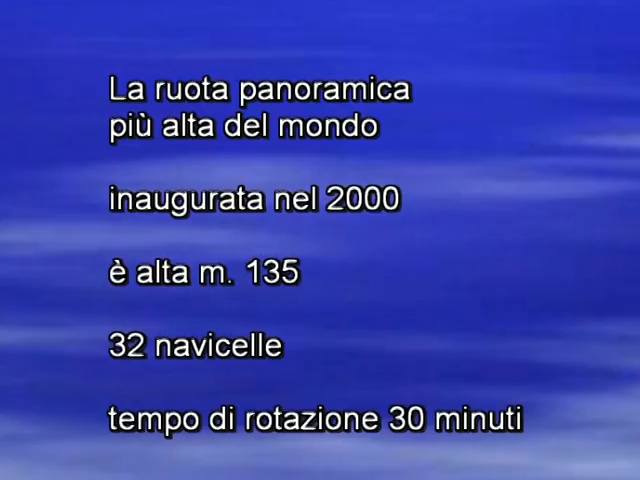 La ruota panoramica
più alta del mondo
inaugurata nel 2000
è alta m. 135
32 navicelle
tempo di rotazione 30 minuti